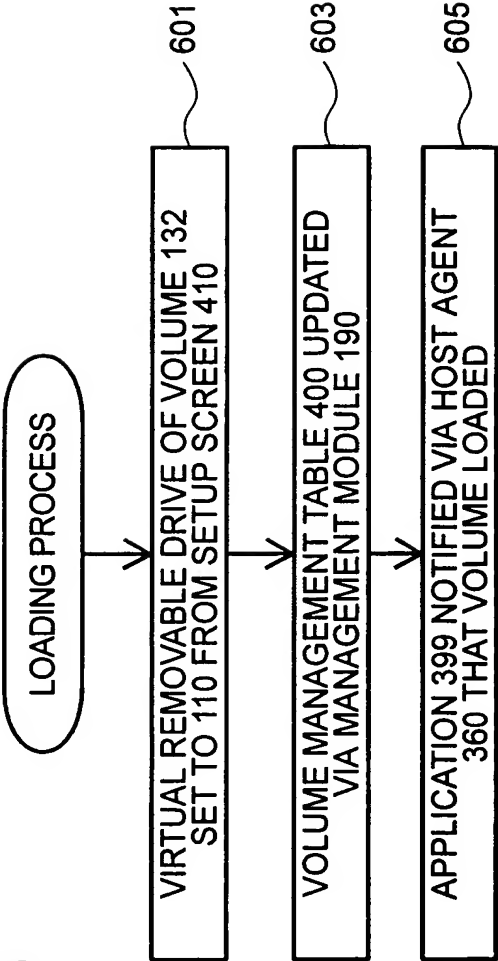 LOADING PROCESS
VIRTUAL REMOVABLE DRIVE OF VOLUME 132
SET TO 110 FROM SETUP SCREEN 410
601
VOLUME MANAGEMENT TABLE 400 UPDATED
VIA MANAGEMENT MODULE 190
603
APPLICATION 399 NOTIFIED VIA HOST AGENT
360 THAT VOLUME LOADED
605